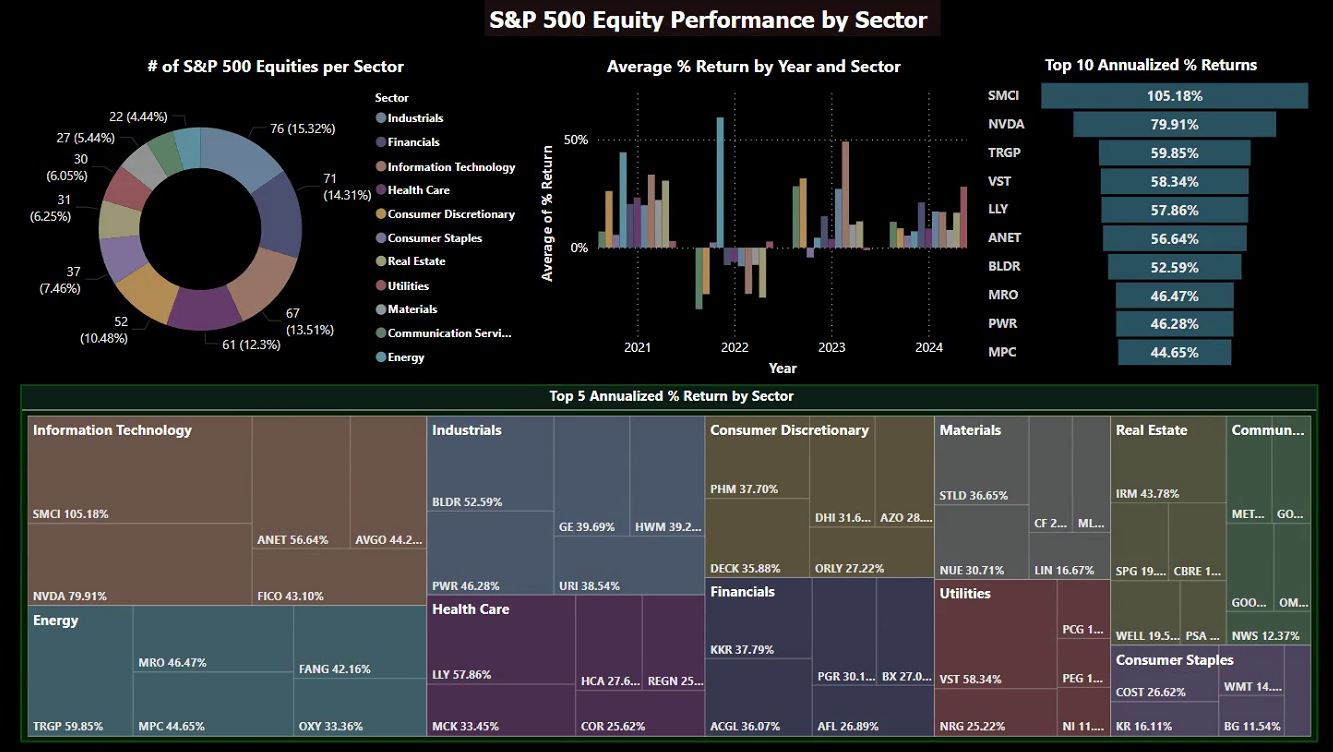 S&P 500 Equity Performance by Sector
# of S&P 500 Equities per Sector
22 (4.44%)
27 (5.44%)
30
(6.05%)
31
(6.25%)
37
(7.46%)
52
(10.48%)
61 (12.3%)
67
(13.51%)
71
(14.31%)
76 (15.32%)
Sector
Industrials
Financials
Information Technology
Health Care
Consumer Discretionary
Consumer Staples
Real Estate
Utilities
Materials
Communication Servi...
Energy
Average % Return by Year and Sector
Average of % Return
50%
0%
2021
2022
2023
2024
Year
Top 10 Annualized % Returns
SMCI 105.18%
NVDA 79.91%
TRGP 59.85%
VST 58.34%
LLY 57.86%
ANET 56.64%
BLDR 52.59%
MRO 46.47%
PWR 46.28%
MPC 44.65%
Top 5 Annualized % Return by Sector
Information Technology
SMCI 105.18%
NVDA 79.91%
ANET 56.64%
AVGO 44.2...
FICO 43.10%
Energy
TRGP 59.85%
MRO 46.47%
MPC 44.65%
FANG 42.16%
OXY 33.36%
Industrials
BLDR 52.59%
PWR 46.28%
GE 39.69%
HWM 39.2...
URI 38.54%
Health Care
LLY 57.86%
MCK 33.45%
HCA 27.6...
REGN 25...
COR 25.62%
Consumer Discretionary
PHM 37.70%
DECK 35.88%
DHI 31.6...
AZO 28....
ORLY 27.22%
Financials
KKR 37.79%
ACGL 36.07%
PGR 30.1...
BX 27.0...
AFL 26.89%
Materials
STLD 36.65%
NUE 30.71%
CF 2...
ML...
LIN 16.67%
Utilities
VST 58.34%
NRG 25.22%
PCG 1...
PEG 1...
NI 11....
Real Estate
IRM 43.78%
SPG 19....
CBRE 1...
WELL 19.5...
PSA ...
Commun...
MET...
GO...
GOO...
OM...
NWS 12.37%
Consumer Staples
COST 26.62%
KR 16.11%
WMT 14....
BG 11.54%